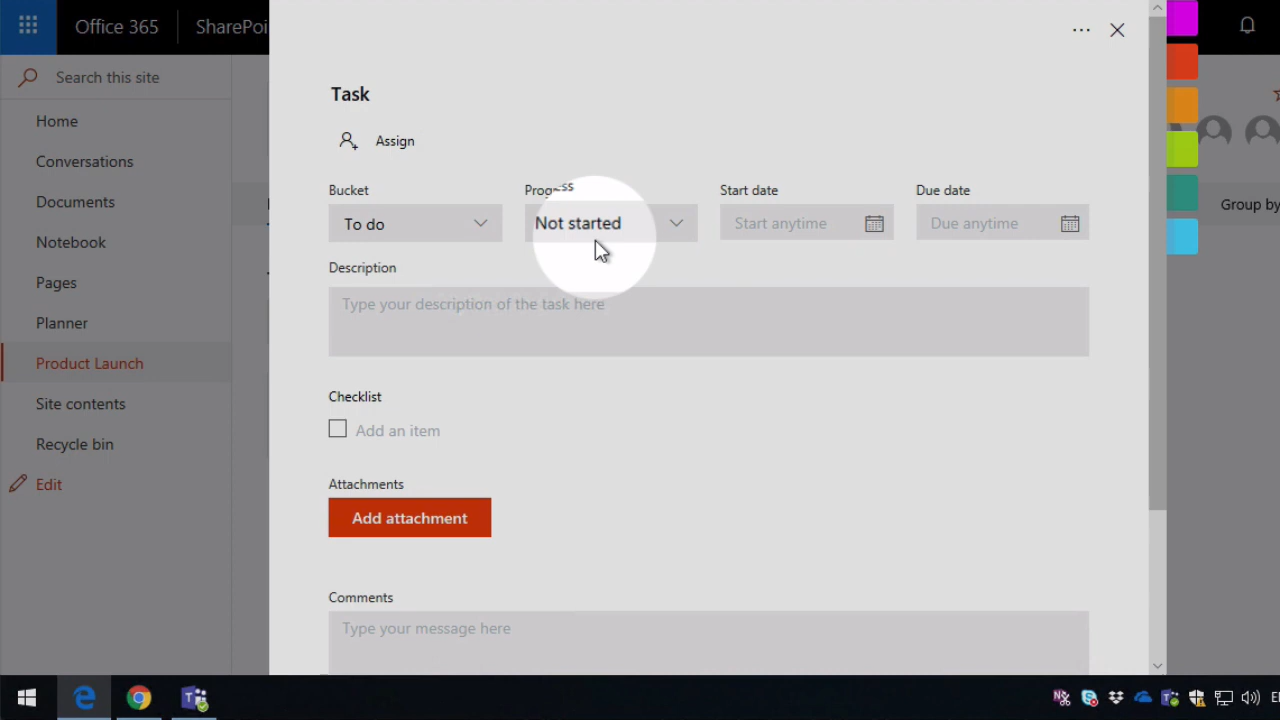 Office 365
SharePoi
Search this site
Home
Conversations
Documents
Notebook
Pages
Planner
Product Launch
Site contents
Recycle bin
Edit
Task
Assign
Bucket
Progress
Start date
Due date
To do
Not started
Start anytime
Due anytime
Description
Type your description of the task here
Checklist
Add an item
Attachments
Add attachment
Comments
Type your message here
Group by